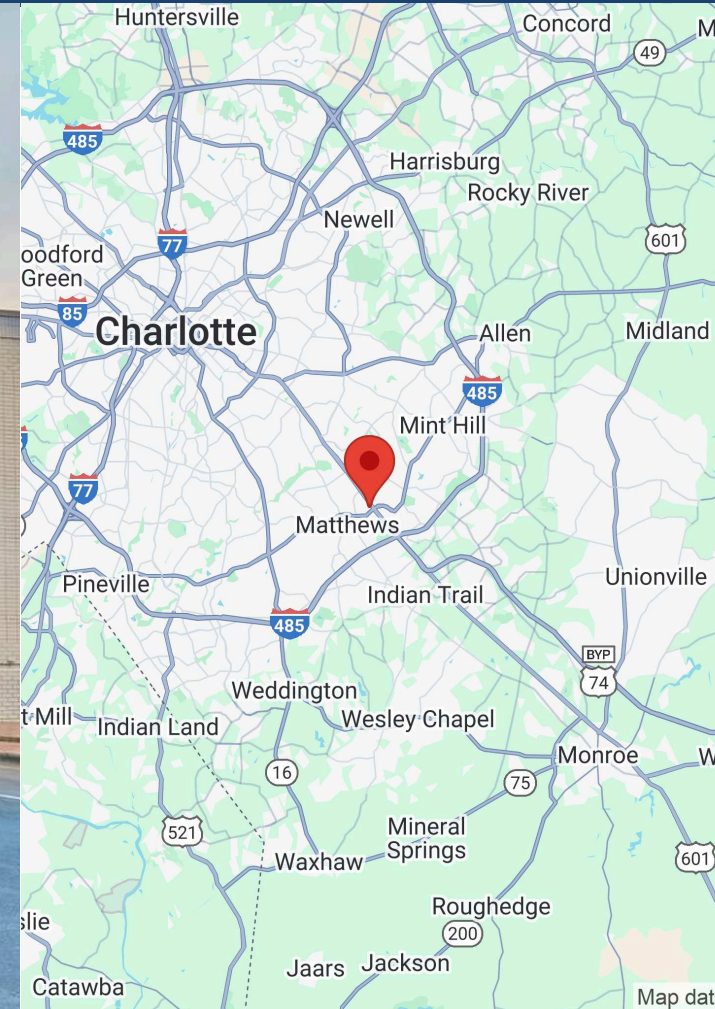 Huntersville
Concord
49
M
485
Harrisburg
Rocky River
Newell
601
77
oodford
Green
85
Charlotte
Allen
Midland
485
Mint Hill
77
Matthews
Pineville
Indian Trail
Unionville
485
BYP
74
Weddington
t Mill
Indian Land
Wesley Chapel
Monroe
W
16
75
521
Mineral
Springs
601
Waxhaw
slie
Roughedge
200
Jaars
Jackson
Catawba
Map dat